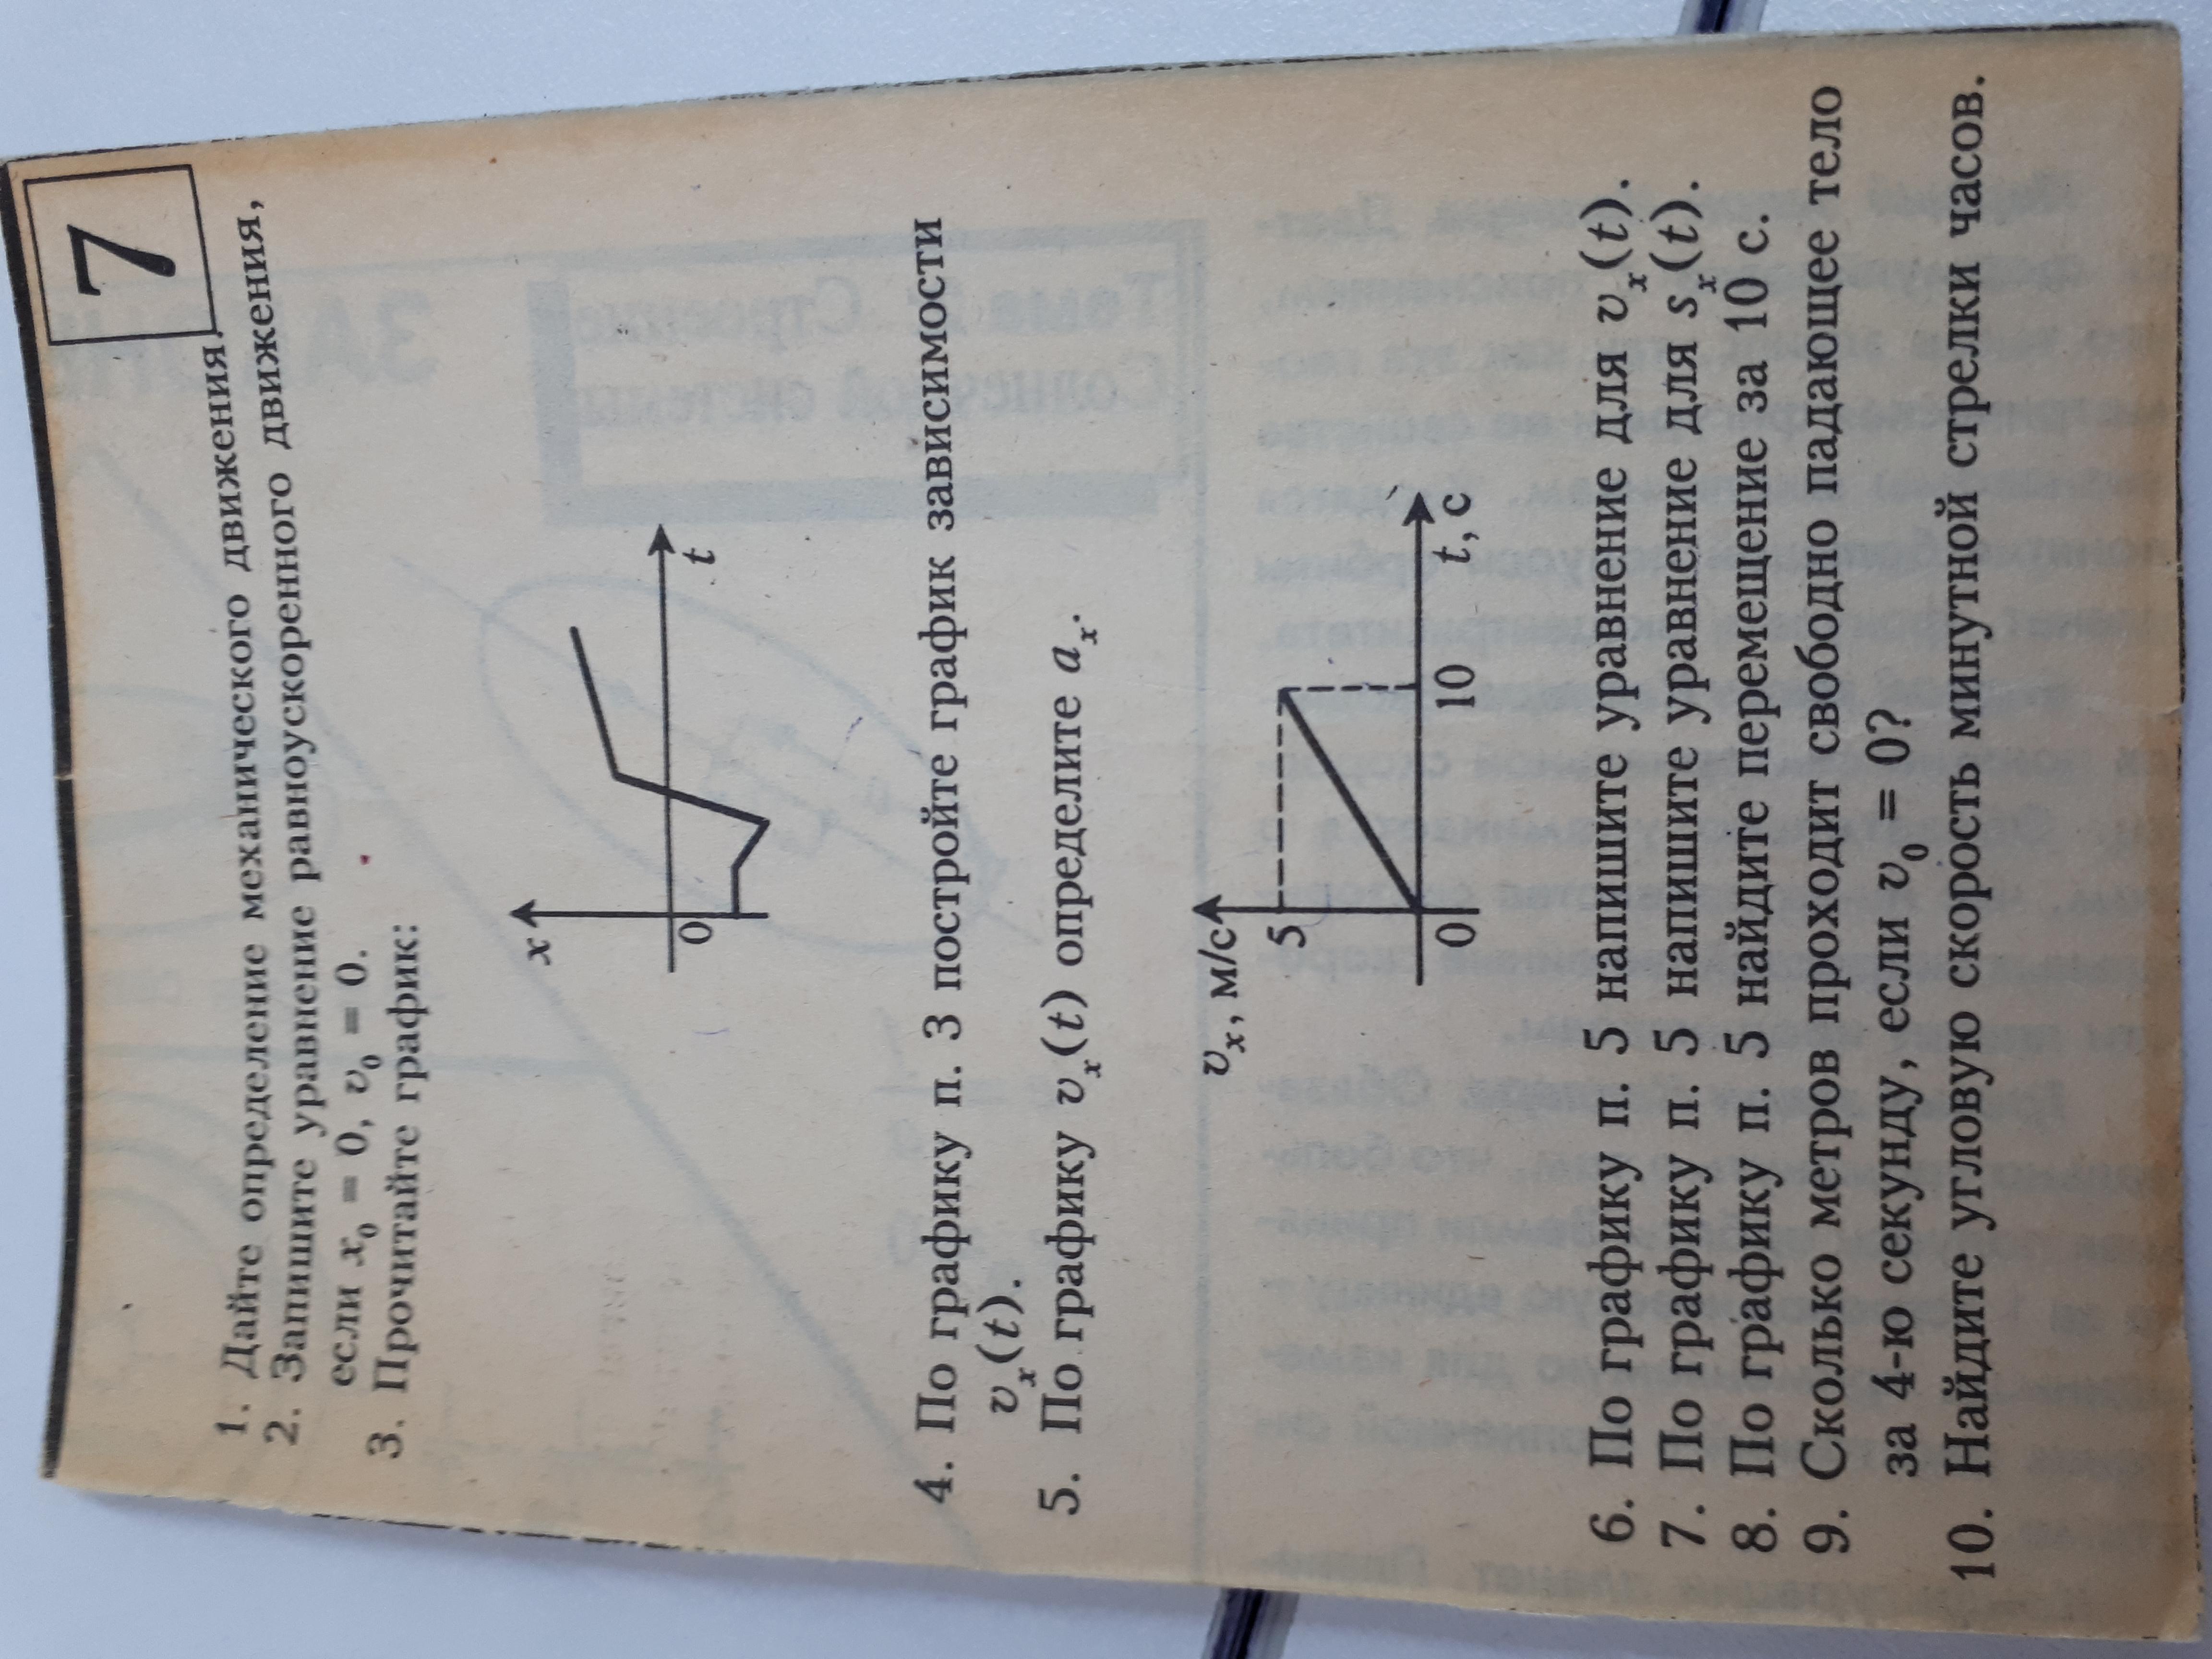 7
1. Дайте определение механического движения.
2. Запишите уравнение равноускоренного движения,
если x₀ = 0, v₀ = 0.
3. Прочитайте график:
x
0
t
4. По графику п. 3 постройте график зависимости
vₓ(t).
5. По графику vₓ(t) определите aₓ.
vₓ, м/с
5
0
10
t, с
6. По графику п. 5 напишите уравнение для vₓ(t).
7. По графику п. 5 напишите уравнение для sₓ(t).
8. По графику п. 5 найдите перемещение за 10 с.
9. Сколько метров проходит свободно падающее тело
за 4-ю секунду, если v₀ = 0?
10. Найдите угловую скорость минутной стрелки часов.